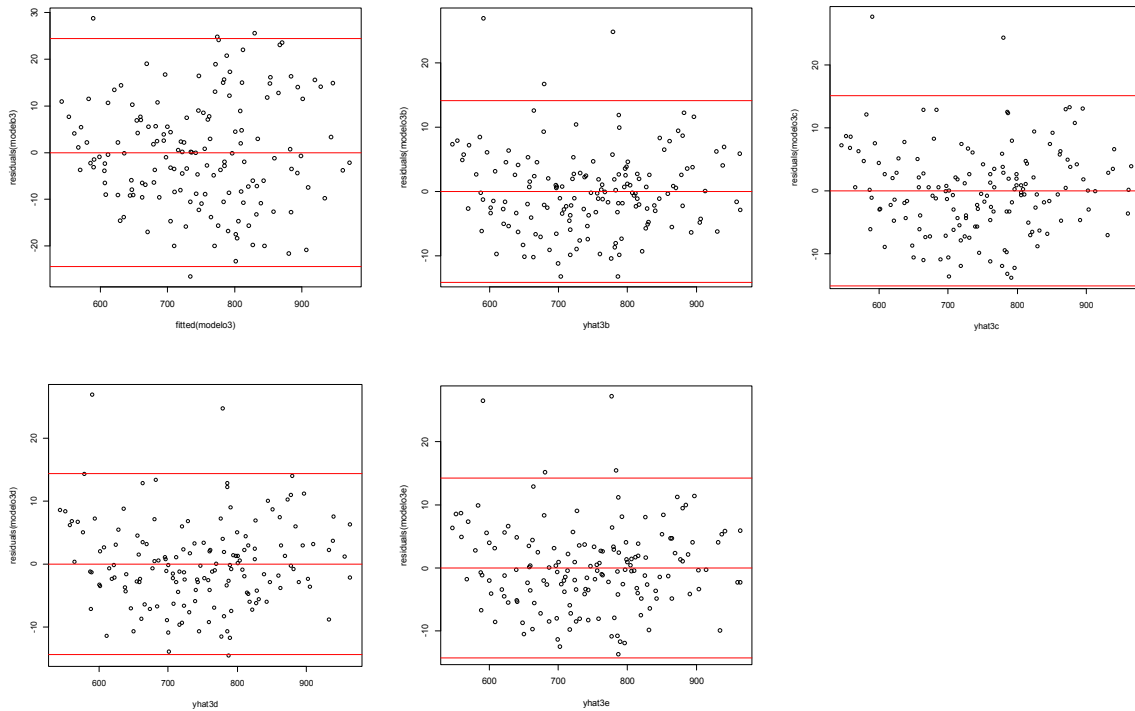 residuals(modelo3)
30
20
10
0
-10
-20
600 700 800 900
fitted(modelo3)
residuals(modelo3b)
20
10
0
-10
600 700 800 900
yhat3b
residuals(modelo3c)
20
10
0
-10
600 700 800 900
yhat3c
residuals(modelo3d)
20
10
0
-10
600 700 800 900
yhat3d
residuals(modelo3e)
20
10
0
-10
600 700 800 900
yhat3e